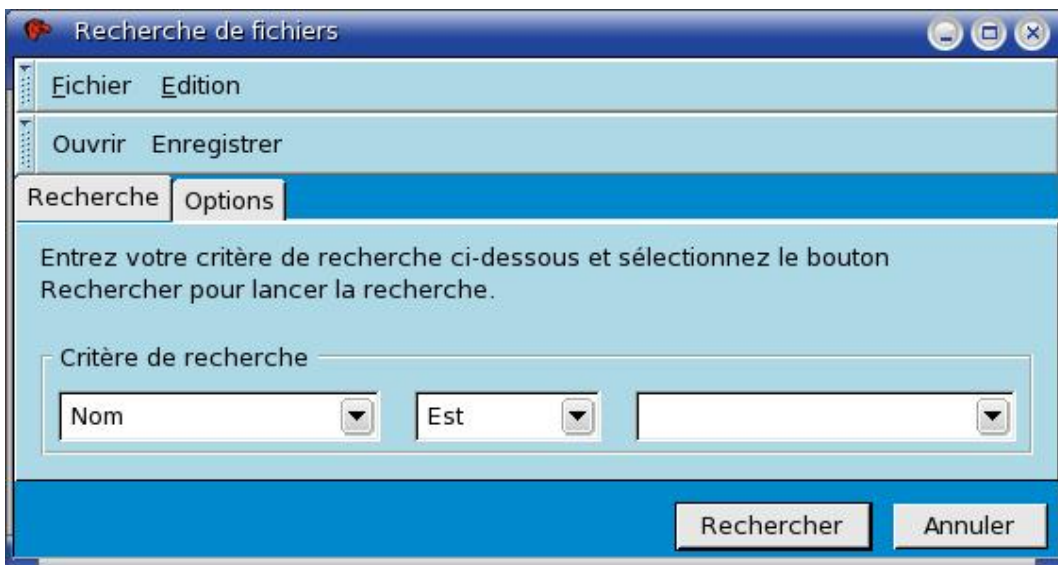 Recherche de fichiers
Fichier Edition
Ouvrir Enregistrer
Recherche Options
Entrez votre critère de recherche ci-dessous et sélectionnez le bouton
Rechercher pour lancer la recherche.
Critère de recherche
Nom Est
Rechercher Annuler